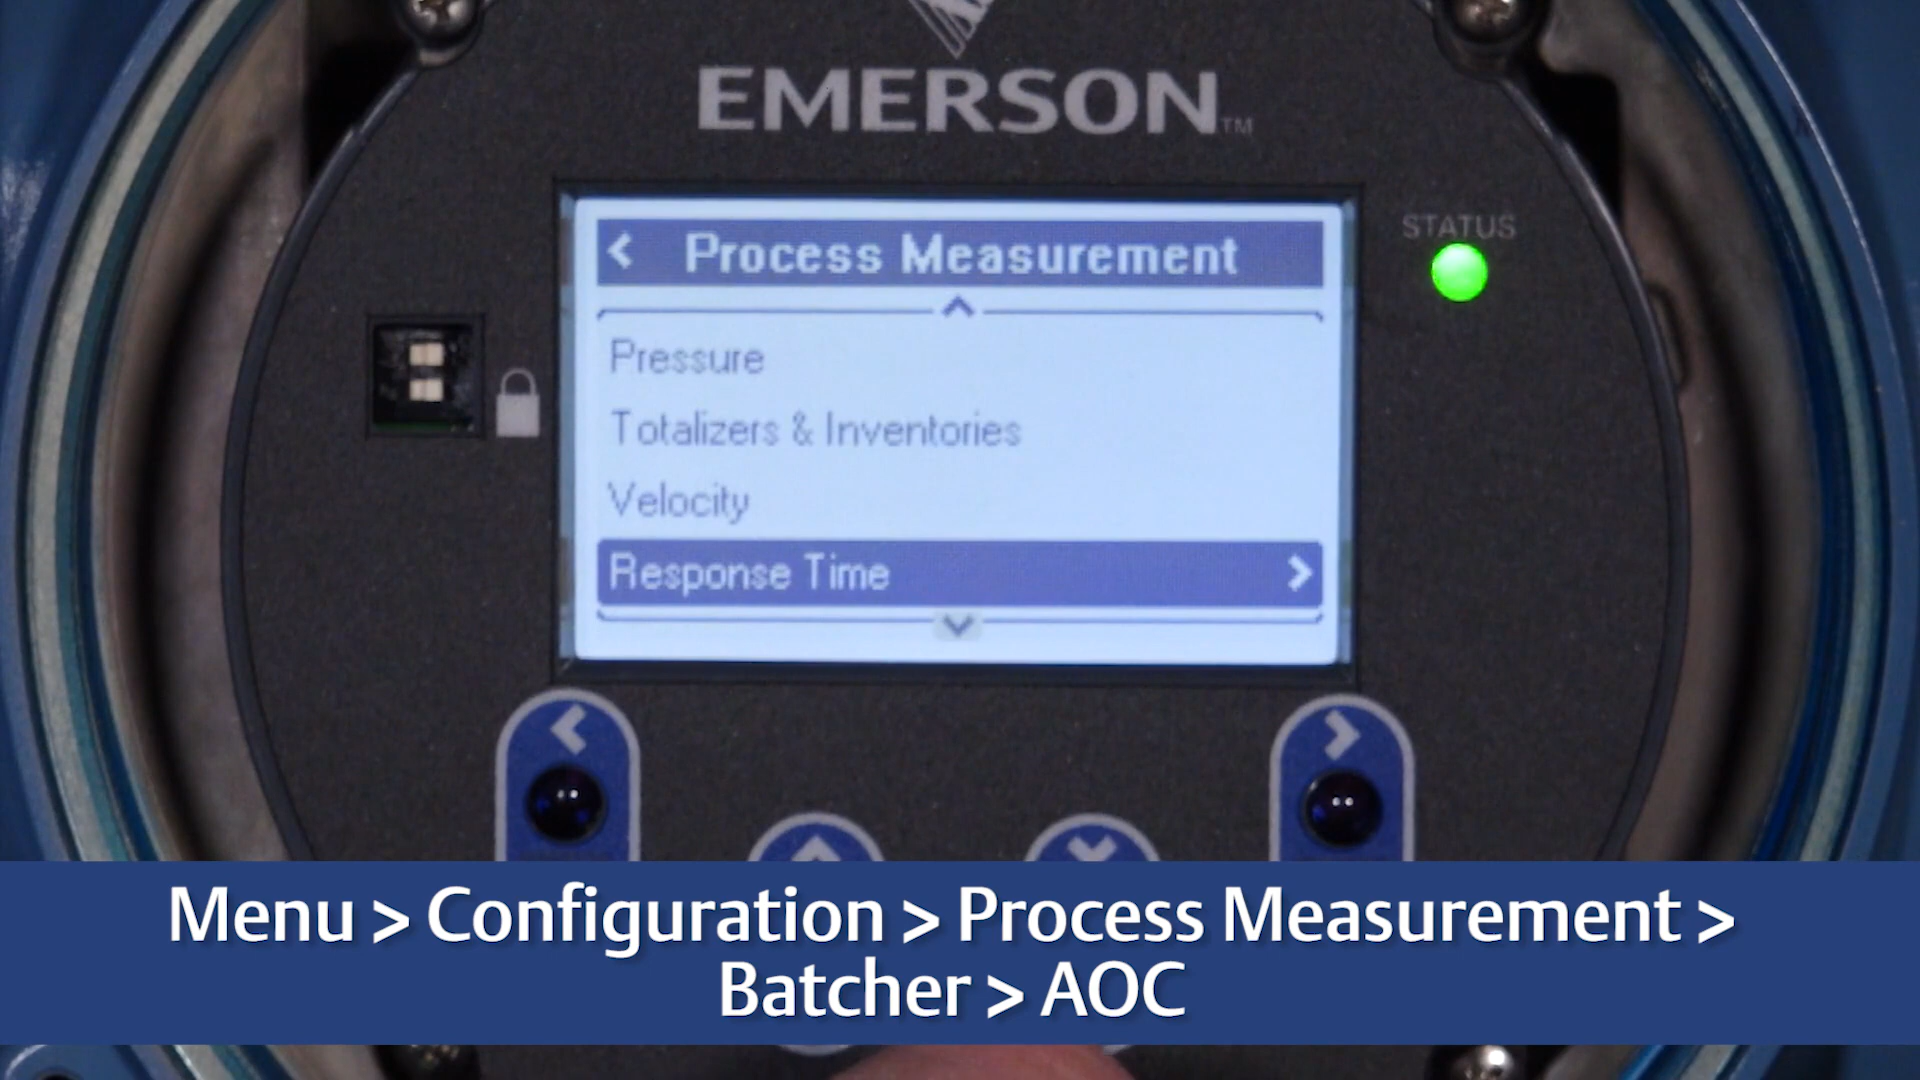 EMERSON™
STATUS
< Process Measurement
Pressure
Totalizers & Inventories
Velocity
Response Time >
Menu > Configuration > Process Measurement >
Batcher > AOC